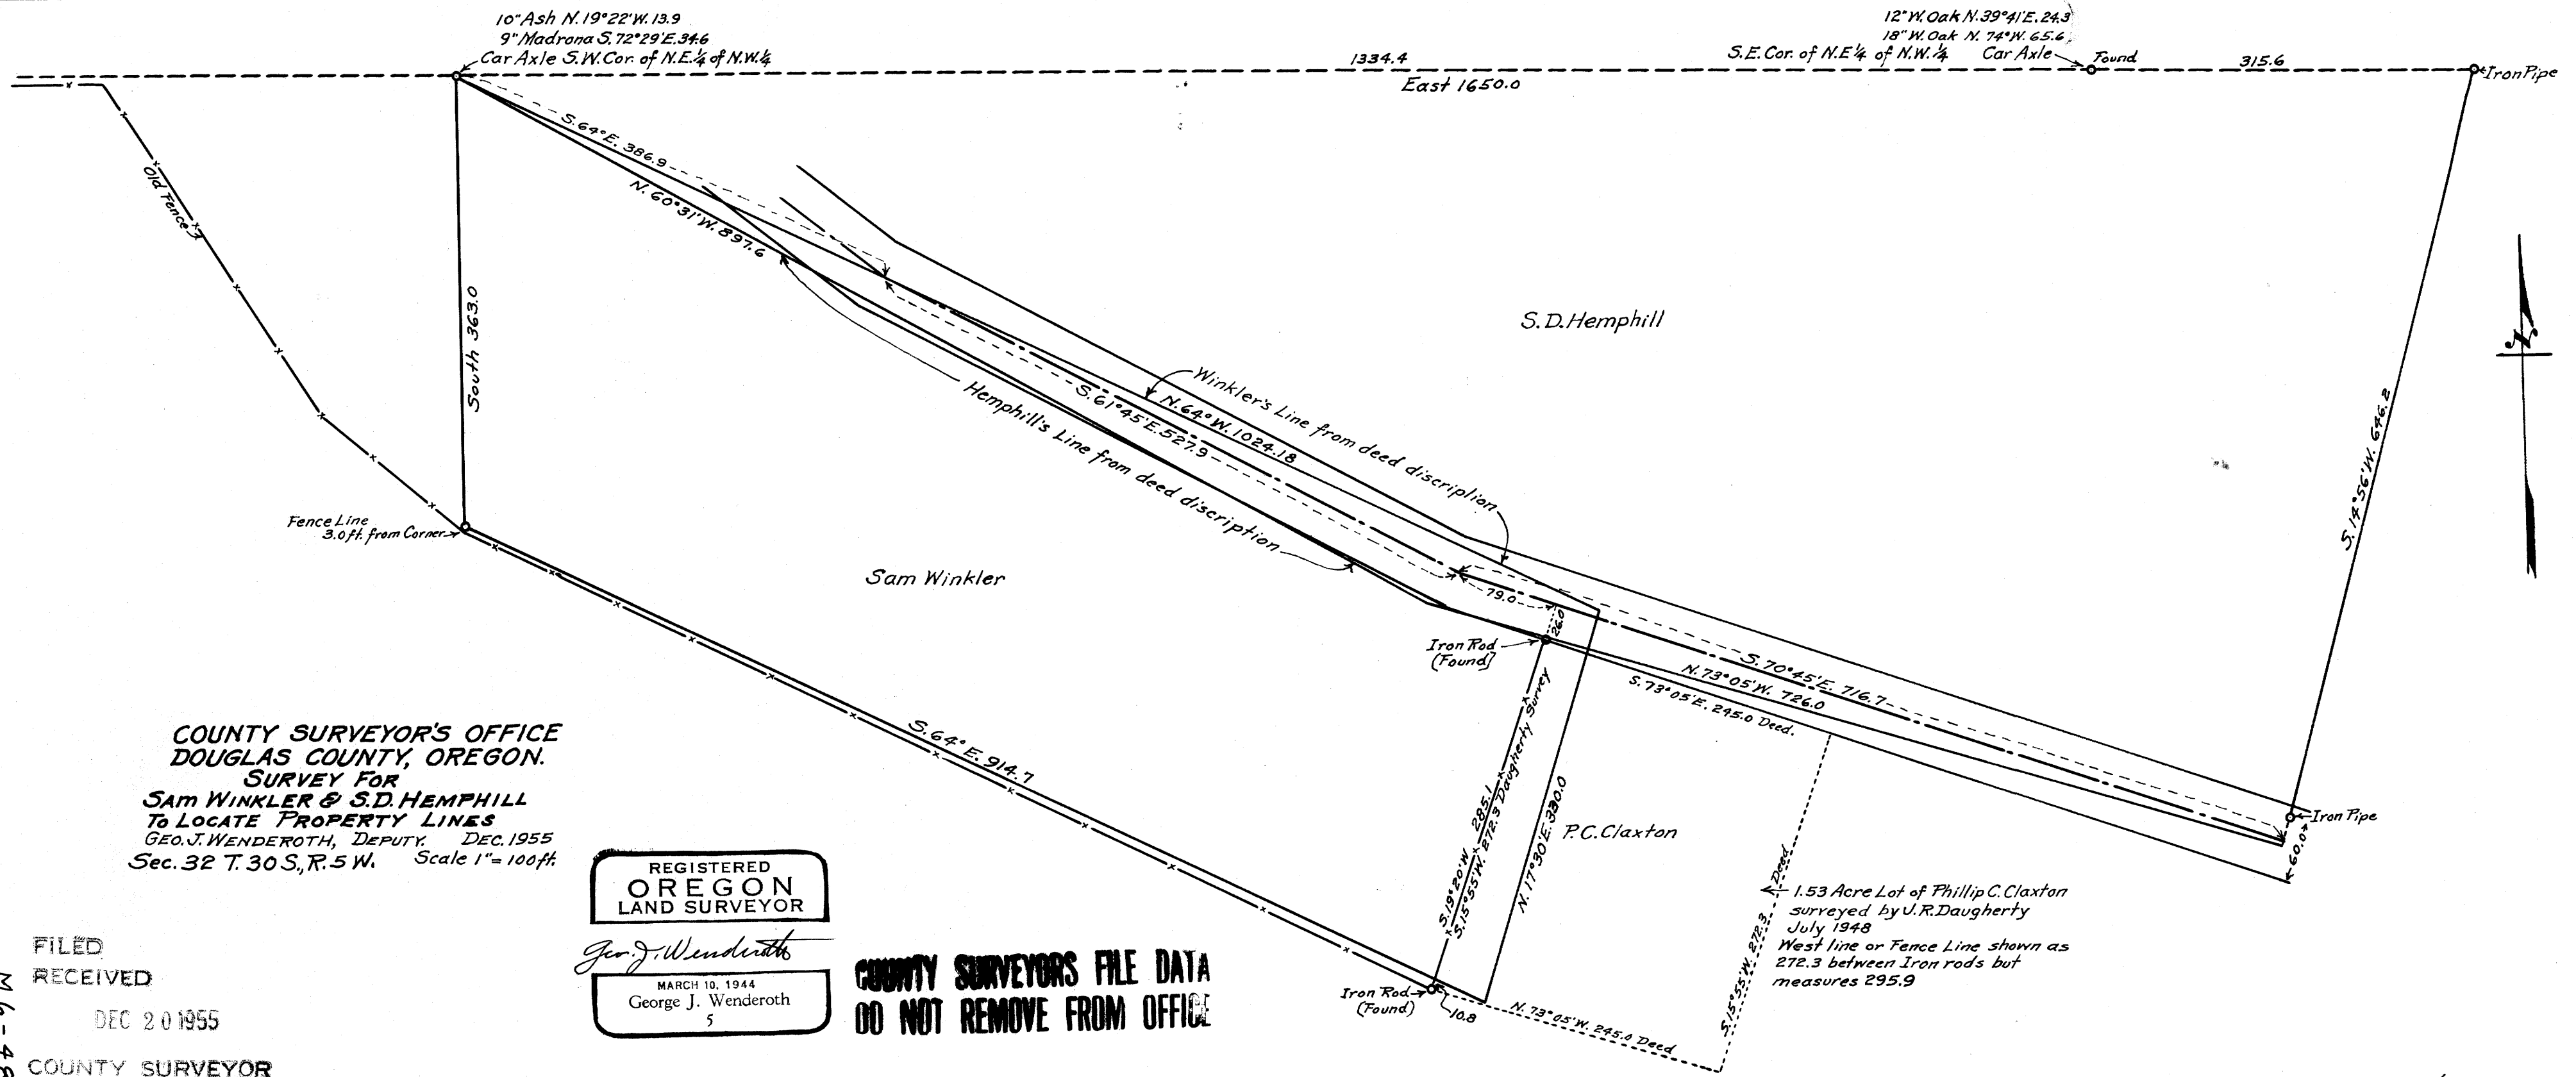 10" Ash N. 19°22' W. 13.9
9" Madrona S. 72°29' E. 34.6
Car Axle S.W. Cor. of N.E. 1/4 of N.W. 1/4
12" W. Oak N. 39°41' E. 24.3
18" W. Oak N. 74° W. 65.6
S.E. Cor. of N.E 1/4 of N.W. 1/4 Car Axle
Found
1334.4
East 1650.0
315.6
Iron Pipe
Old Fence
S. 64° E. 386.9
N. 60°31' W. 897.6
South 363.0
S.D. Hemphill
N
Winkler's Line from deed discription
N. 64° W. 1024.18
S. 61°45' E. 527.9
Hemphill's Line from deed discription
S. 14°56' W. 646.2
Fence Line
3.0 ft. from Corner
Sam Winkler
79.0
26.0
Iron Rod
(Found)
S. 70°45' E. 716.7
N. 73°05' W. 726.0
S. 73°05' E. 245.0 Deed.
S. 64° E. 914.7
S. 19°20' W 285.1
S. 15°55' W. 272.3 Daugherty Survey
N. 17°30' E. 330.0
P.C. Claxton
Iron Pipe
60.0
S. 15°55' W. 272.3 Deed
1.53 Acre Lot of Phillip C. Claxton
surveyed by J.R. Daugherty
July 1948
West line or Fence Line shown as
272.3 between Iron rods but
measures 295.9
Iron Rod
(Found)
10.8
N. 73°05' W. 245.0 Deed
COUNTY SURVEYOR'S OFFICE
DOUGLAS COUNTY, OREGON.
SURVEY FOR
SAM WINKLER & S.D. HEMPHILL
TO LOCATE PROPERTY LINES
GEO. J. WENDEROTH, DEPUTY. DEC. 1955
Sec. 32 T. 30 S., R. 5 W. Scale 1" = 100 ft.
REGISTERED
OREGON
LAND SURVEYOR
Geo. J. Wenderoth
MARCH 10, 1944
George J. Wenderoth
5
COUNTY SURVEYORS FILE DATA
DO NOT REMOVE FROM OFFICE
FILED
RECEIVED
DEC 20 1955
COUNTY SURVEYOR